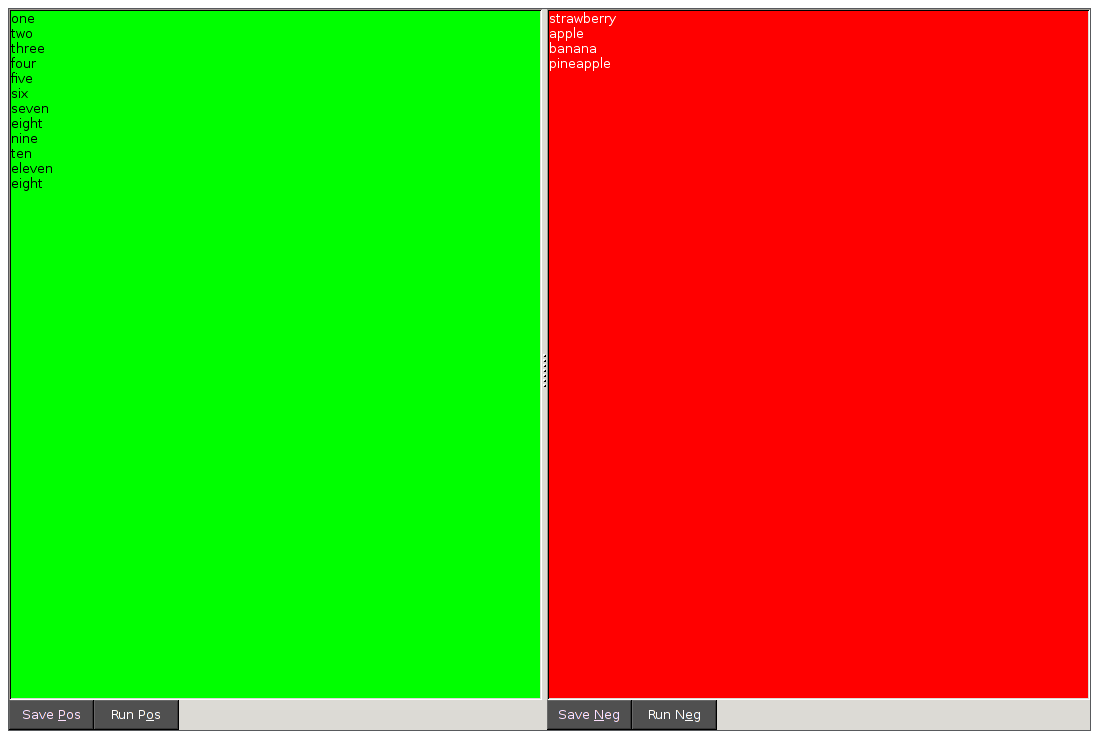 one
two
three
four
five
six
seven
eight
nine
ten
eleven
eight
strawberry
apple
banana
pineapple
Save Pos
Run Pos
Save Neg
Run Neg